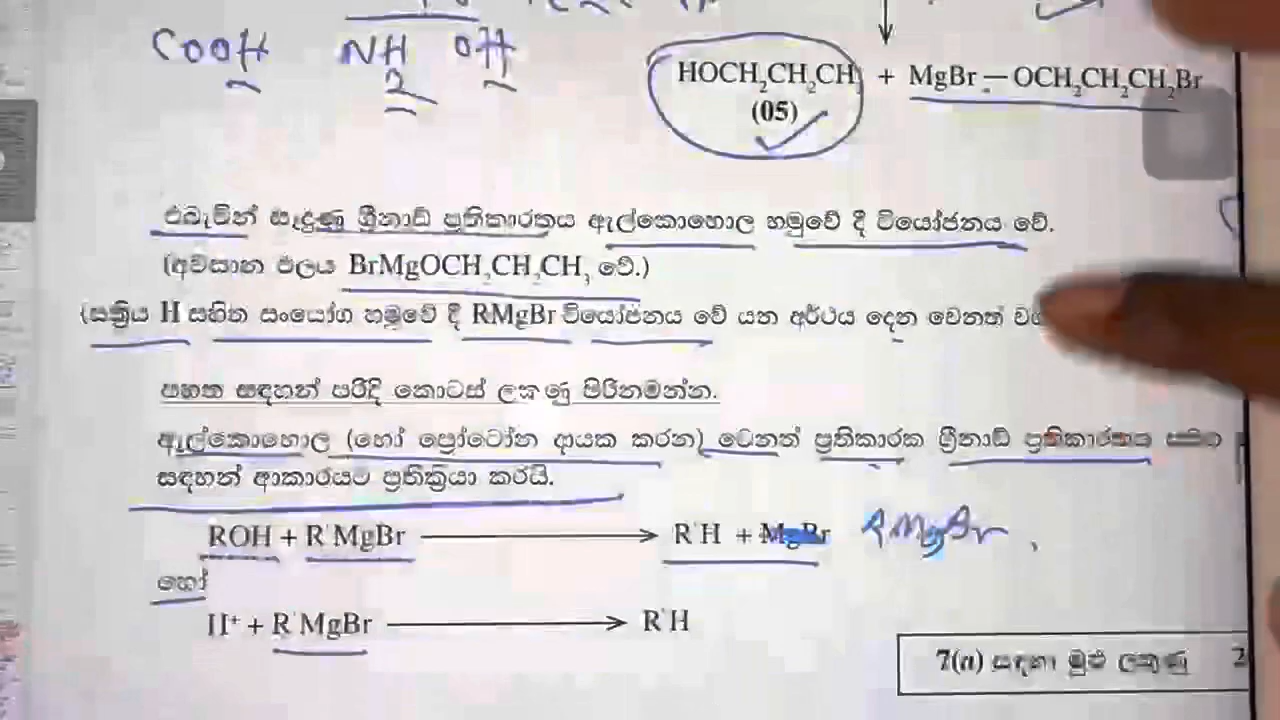 COOH NH2 OH
HOCH2CH2CH3 + MgBr — OCH2CH2CH2Br
(05)
එබැවින් සෑදුණු ග්‍රීනාඩ් ප්‍රතිකාරකය ඇල්කොහොල හමුවේ දී වියෝජනය වේ.
(අවසාන ඵලය BrMgOCH2CH2CH3 වේ.)
(සක්‍රිය H සහිත සංයෝග හමුවේ දී RMgBr වියෝජනය වේ යන අර්ථය දෙන වෙනත්
පහත සඳහන් පරිදි කොටස් ලකුණු පිරිනමන්න.
ඇල්කොහොල (හෝ ප්‍රෝටෝන දායක කරන) වෙනත් ප්‍රතිකාරක ග්‍රීනාඩ් ප්‍රතිකාරකය සමඟ
සඳහන් ආකාරයට ප්‍රතික්‍රියා කරයි.
ROH + R'MgBr ⟶ R'H + MgBr RMgBr
හෝ
H+ + R'MgBr ⟶ R'H
7(a) සඳහා මුළු ලකුණු